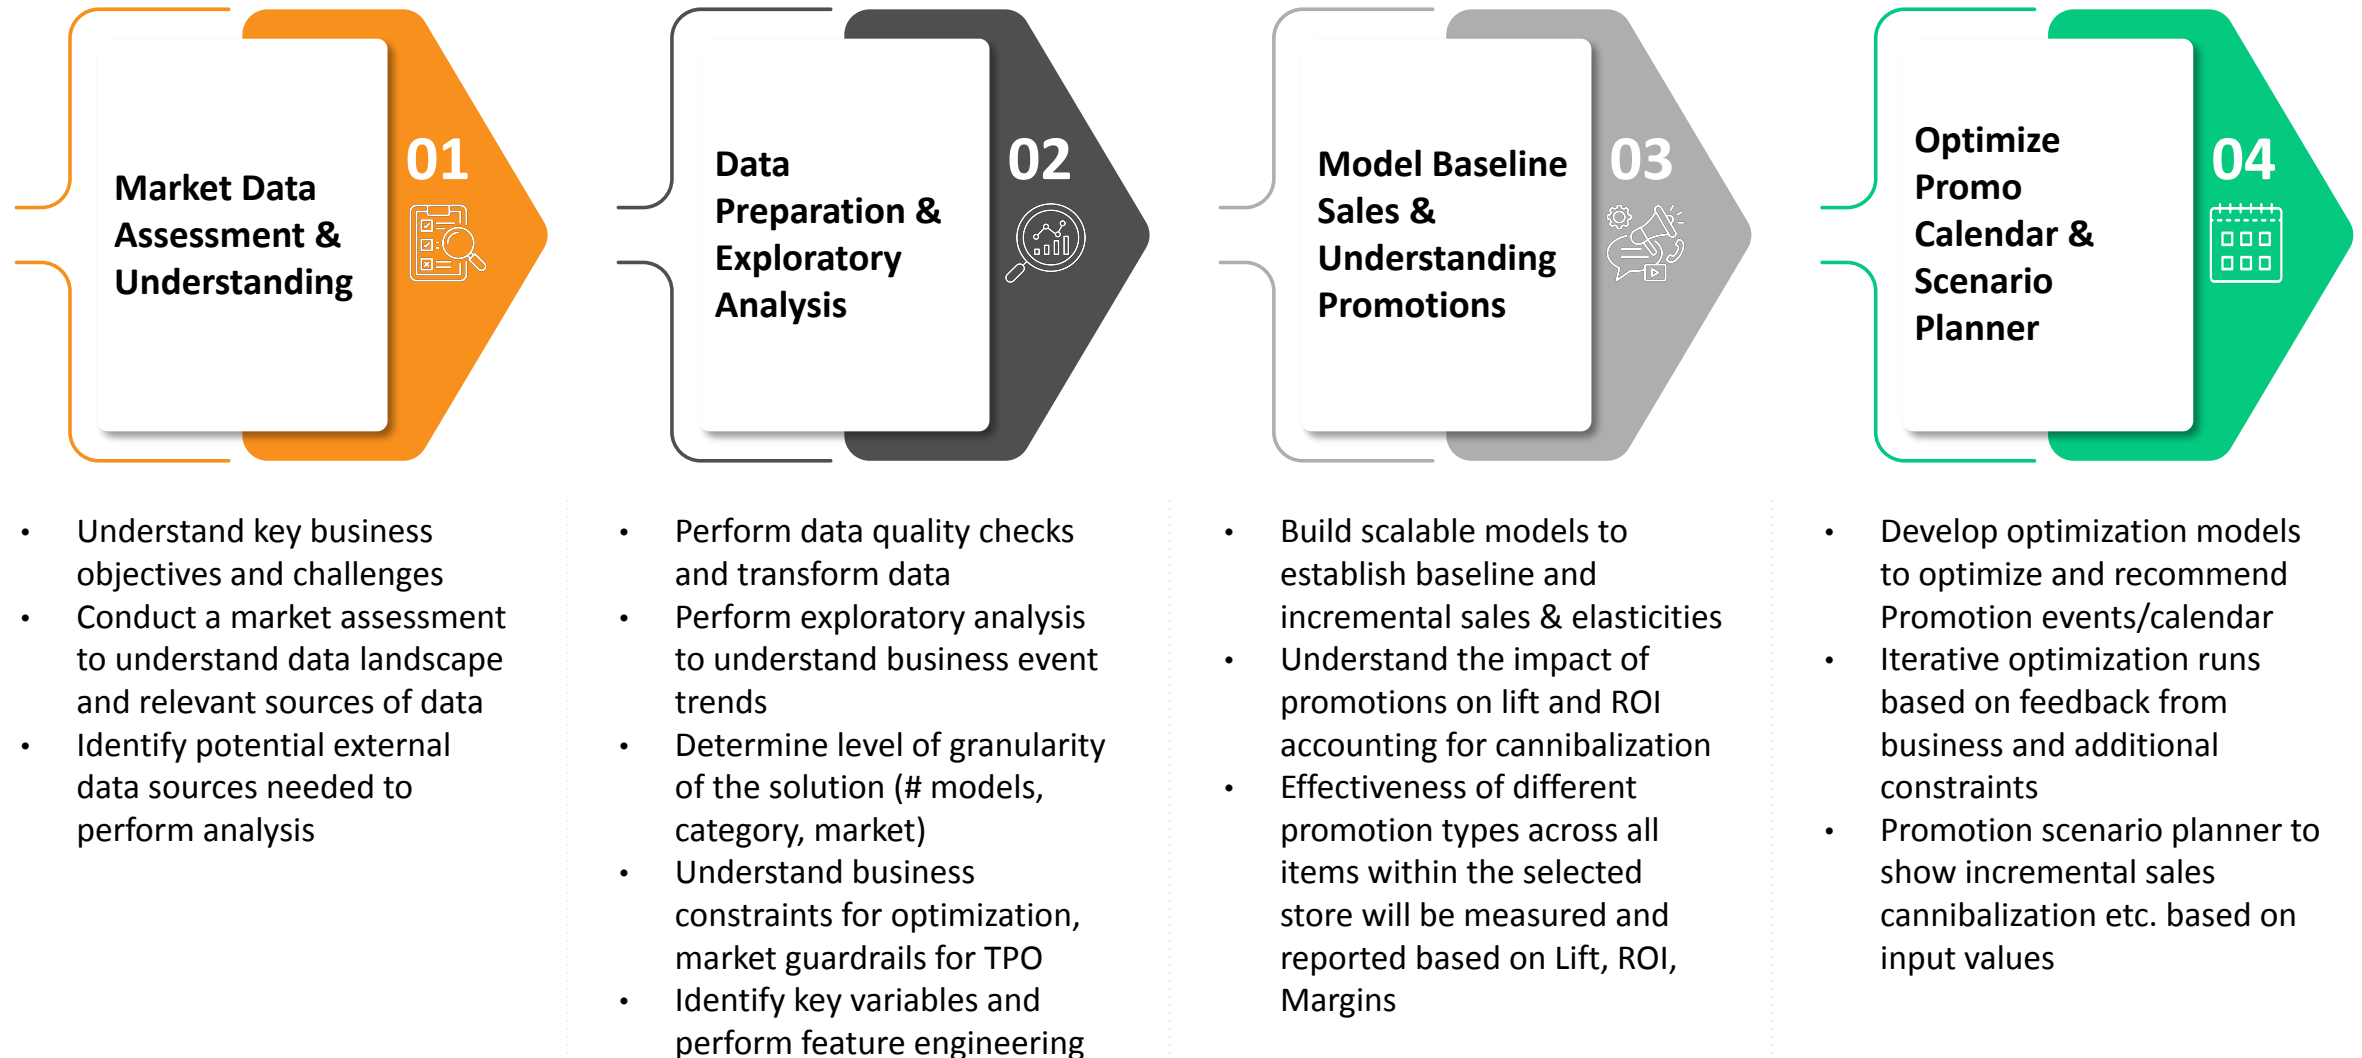 Market Data
Assessment &
Understanding
01
• Understand key business
objectives and challenges
• Conduct a market assessment
to understand data landscape
and relevant sources of data
• Identify potential external
data sources needed to
perform analysis
Data
Preparation &
Exploratory
Analysis
02
• Perform data quality checks
and transform data
• Perform exploratory analysis
to understand business event
trends
• Determine level of granularity
of the solution (# models,
category, market)
• Understand business
constraints for optimization,
market guardrails for TPO
• Identify key variables and
perform feature engineering
Model Baseline
Sales &
Understanding
Promotions
03
• Build scalable models to
establish baseline and
incremental sales & elasticities
• Understand the impact of
promotions on lift and ROI
accounting for cannibalization
• Effectiveness of different
promotion types across all
items within the selected
store will be measured and
reported based on Lift, ROI,
Margins
Optimize
Promo
Calendar &
Scenario
Planner
04
• Develop optimization models
to optimize and recommend
Promotion events/calendar
• Iterative optimization runs
based on feedback from
business and additional
constraints
• Promotion scenario planner to
show incremental sales
cannibalization etc. based on
input values